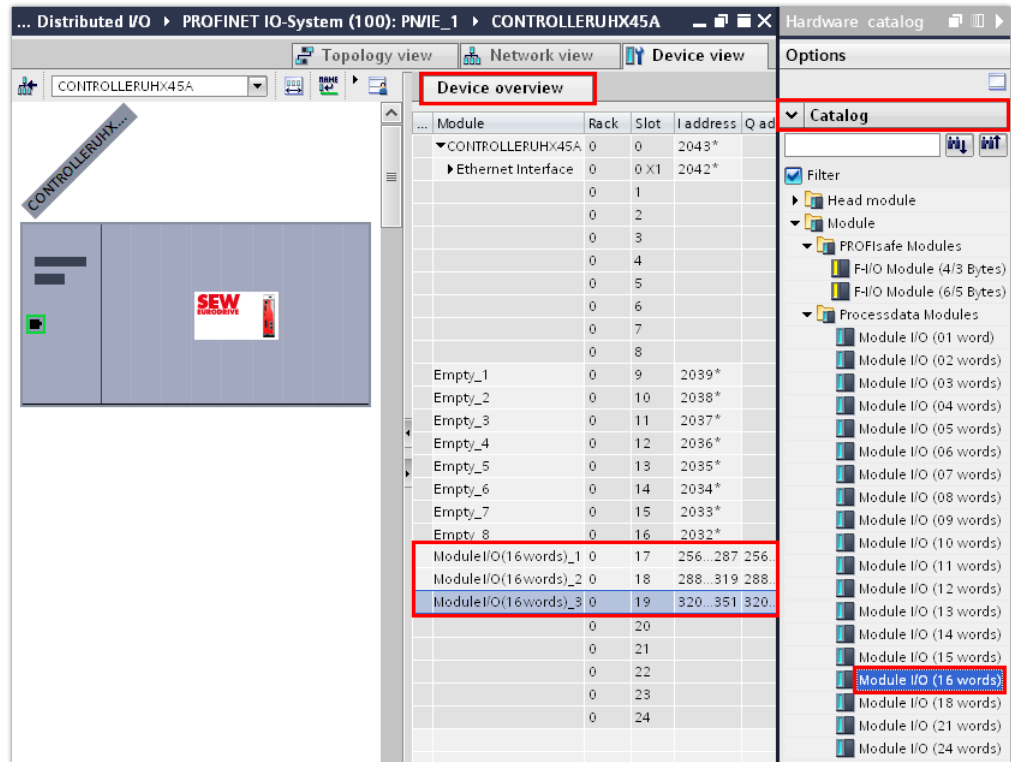 ... Distributed I/O ▸ PROFINET IO-System (100): PN/IE_1 ▸ CONTROLLERUHX45A
Topology view
Network view
Device view
CONTROLLERUHX45A
CONTROLLERUHX...
SEW
EURODRIVE
Device overview
... Module Rack Slot I address Q ad
CONTROLLERUHX45A 0 0 2043*
Ethernet Interface 0 0 X1 2042*
0 1
0 2
0 3
0 4
0 5
0 6
0 7
0 8
Empty_1 0 9 2039*
Empty_2 0 10 2038*
Empty_3 0 11 2037*
Empty_4 0 12 2036*
Empty_5 0 13 2035*
Empty_6 0 14 2034*
Empty_7 0 15 2033*
Empty_8 0 16 2032*
Module I/O (16 words)_1 0 17 256...287 256..
Module I/O (16 words)_2 0 18 288...319 288..
Module I/O (16 words)_3 0 19 320...351 320..
0 20
0 21
0 22
0 23
0 24
Hardware catalog
Options
Catalog
Filter
Head module
Module
PROFIsafe Modules
F-I/O Module (4/3 Bytes)
F-I/O Module (6/5 Bytes)
Processdata Modules
Module I/O (01 word)
Module I/O (02 words)
Module I/O (03 words)
Module I/O (04 words)
Module I/O (05 words)
Module I/O (06 words)
Module I/O (07 words)
Module I/O (08 words)
Module I/O (09 words)
Module I/O (10 words)
Module I/O (11 words)
Module I/O (12 words)
Module I/O (13 words)
Module I/O (14 words)
Module I/O (15 words)
Module I/O (16 words)
Module I/O (18 words)
Module I/O (21 words)
Module I/O (24 words)